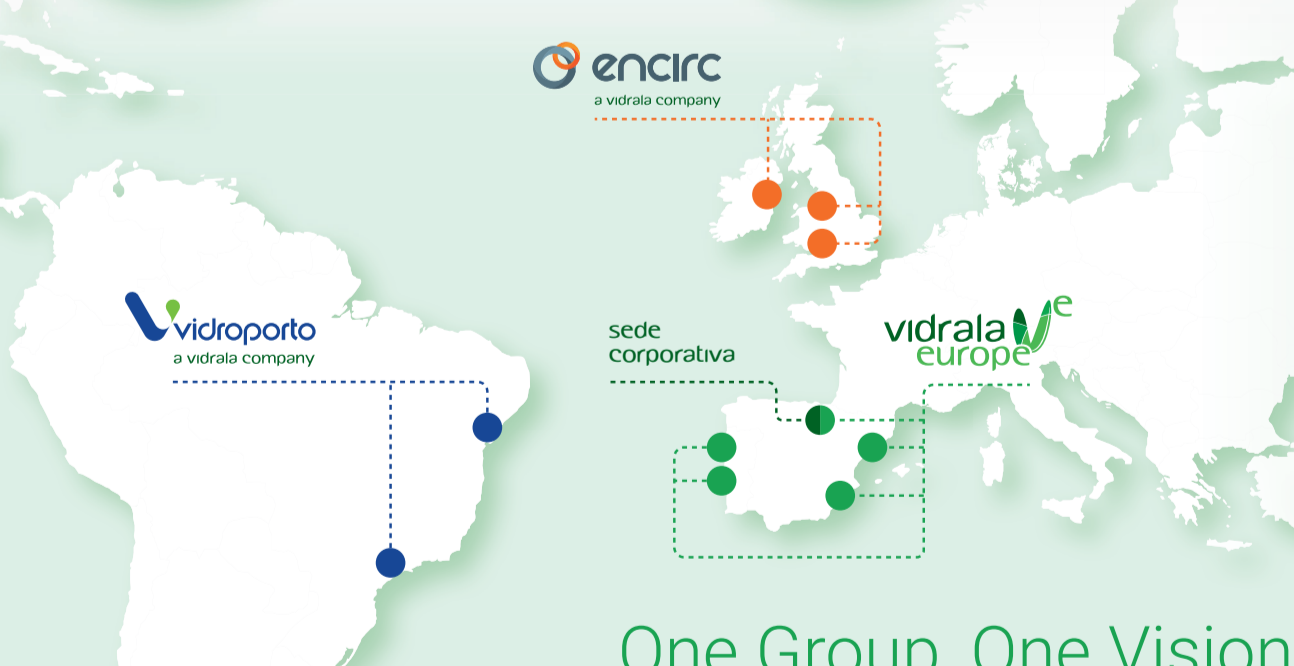 encirc
a vidrala company
vidroporto
a vidrala company
sede
corporativa
vidrala
europe
One Group, One Vision